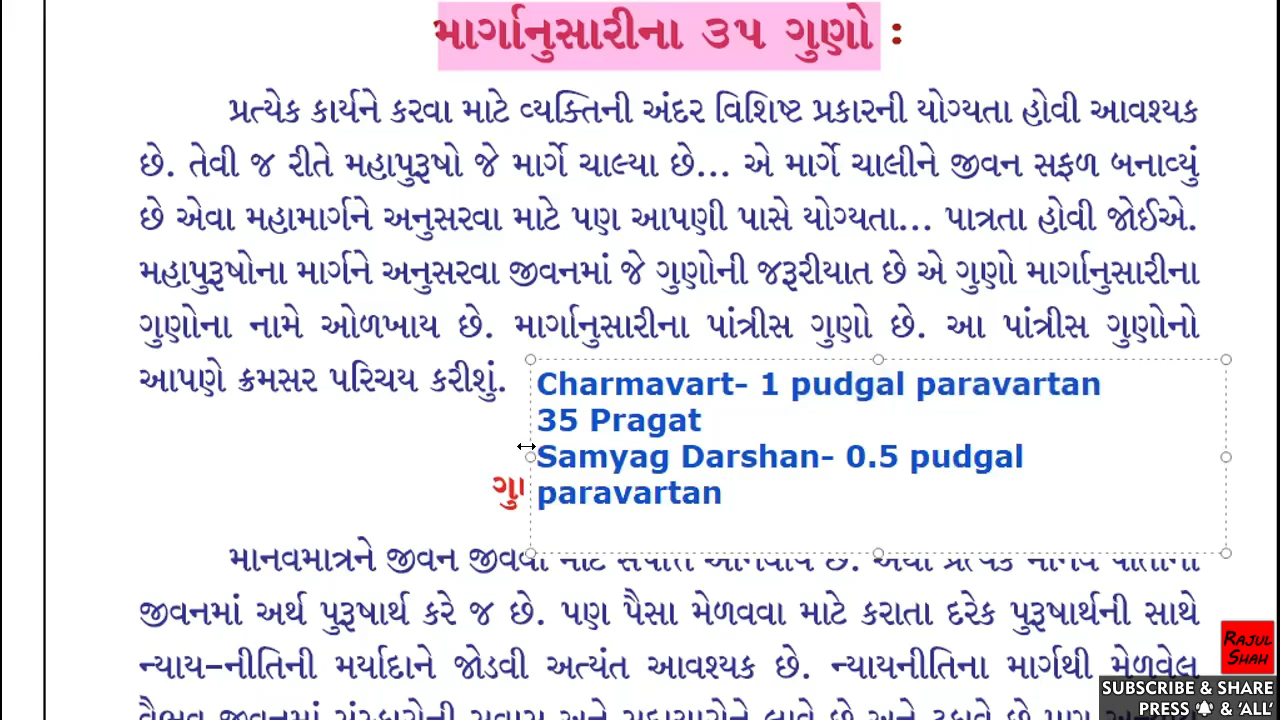 માર્ગાનુસારીના ૩૫ ગુણો :
પ્રત્યેક કાર્યને કરવા માટે વ્યક્તિની અંદર વિશિષ્ટ પ્રકારની યોગ્યતા હોવી આવશ્યક
છે. તેવી જ રીતે મહાપુરૂષો જે માર્ગે ચાલ્યા છે... એ માર્ગે ચાલીને જીવન સફળ બનાવ્યું
છે એવા મહામાર્ગને અનુસરવા માટે પણ આપણી પાસે યોગ્યતા... પાત્રતા હોવી જોઈએ.
મહાપુરૂષોના માર્ગને અનુસરવા જીવનમાં જે ગુણોની જરૂરીયાત છે એ ગુણો માર્ગાનુસારીના
ગુણોના નામે ઓળખાય છે. માર્ગાનુસારીના પાંત્રીસ ગુણો છે. આ પાંત્રીસ ગુણોનો
આપણે ક્રમસર પરિચય કરીશું.
Charmavart- 1 pudgal paravartan
35 Pragat
Samyag Darshan- 0.5 pudgal
paravartan
માનવમાત્રને જીવન
જીવનમાં અર્થ પુરૂષાર્થ કરે જ છે. પણ પૈસા મેળવવા માટે કરાતા દરેક પુરૂષાર્થની સાથે
ન્યાય-નીતિની મર્યાદાને જોડવી અત્યંત આવશ્યક છે. ન્યાયનીતિના માર્ગથી મેળવેલ
RAJUL
SHAH
SUBSCRIBE & SHARE
PRESS & 'ALL'